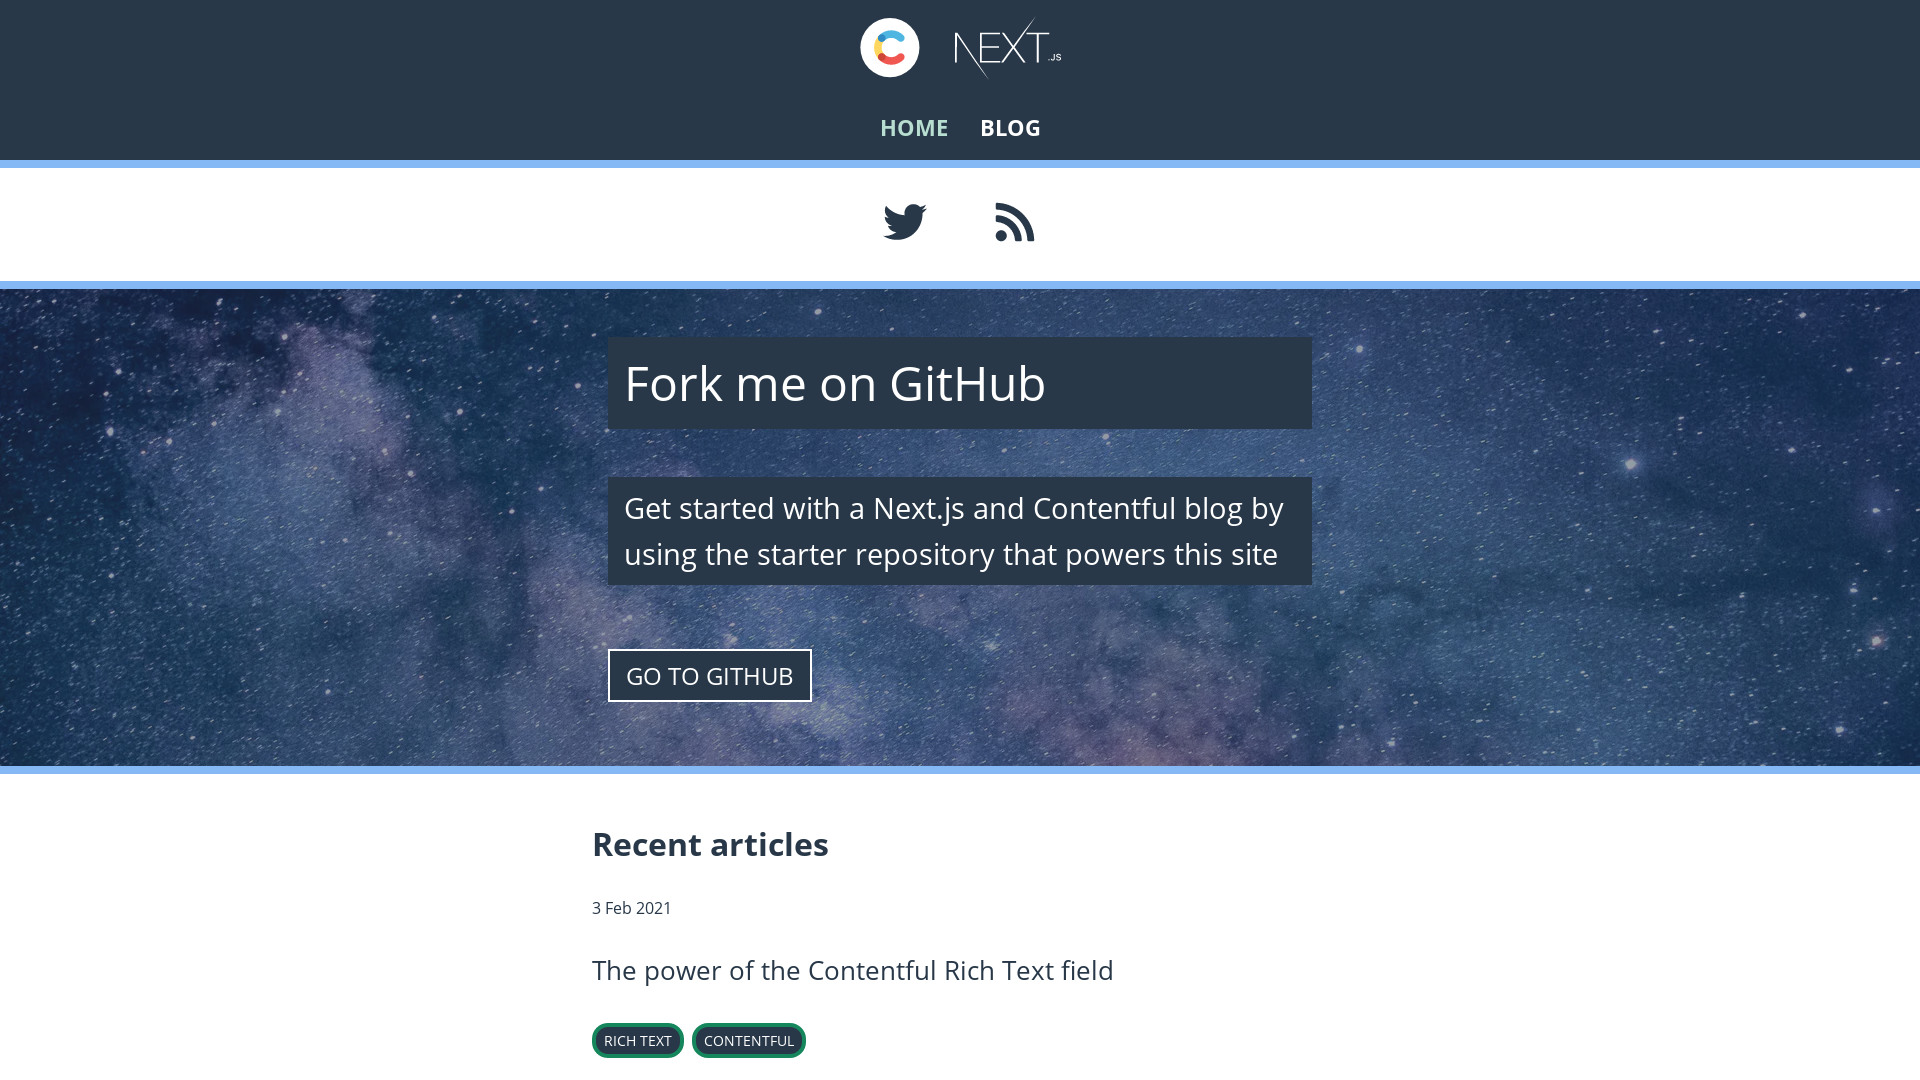 NEXT.JS
HOME BLOG
Fork me on GitHub
Get started with a Next.js and Contentful blog by
using the starter repository that powers this site
GO TO GITHUB
Recent articles
3 Feb 2021
The power of the Contentful Rich Text field
RICH TEXT CONTENTFUL